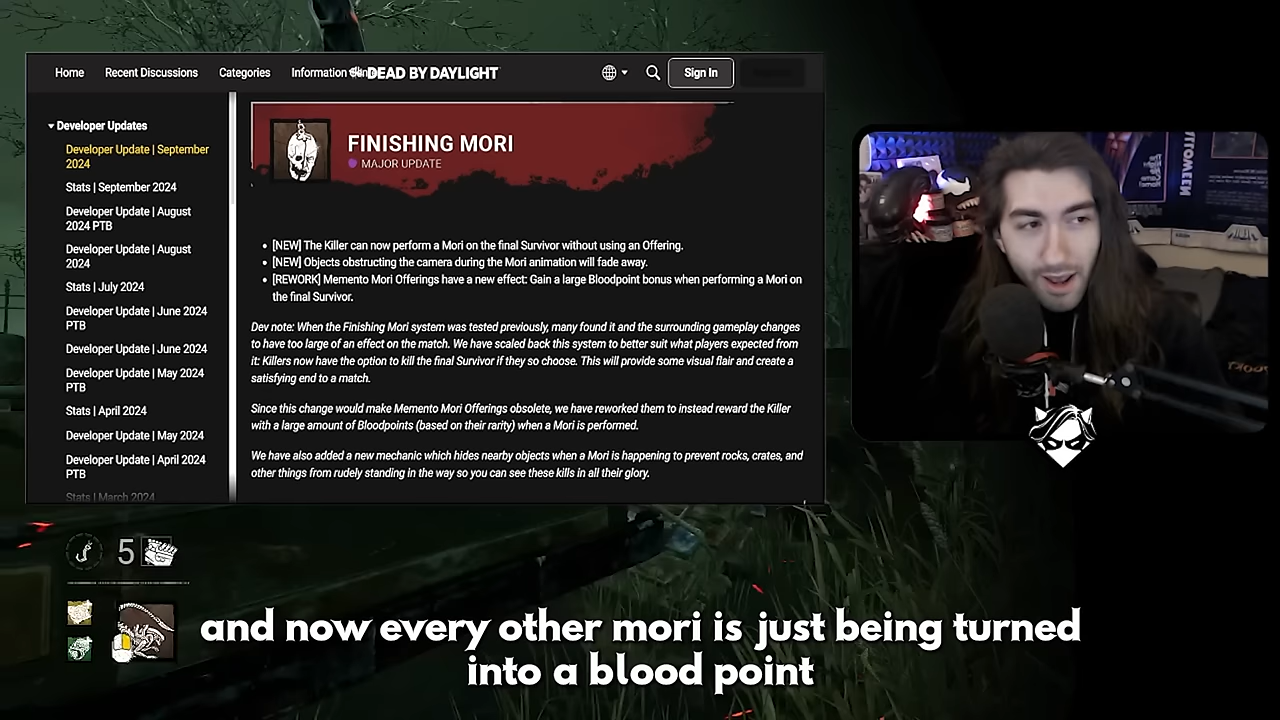 Home Recent Discussions Categories Information DEAD BY DAYLIGHT Sign In
Developer Updates
Developer Update | September
2024
Stats | September 2024
Developer Update | August
2024 PTB
Developer Update | August
2024
Stats | July 2024
Developer Update | June 2024
PTB
Developer Update | June 2024
Developer Update | May 2024
PTB
Stats | April 2024
Developer Update | May 2024
Developer Update | April 2024
PTB
Stats | March 2024
FINISHING MORI
MAJOR UPDATE
• [NEW] The Killer can now perform a Mori on the final Survivor without using an Offering.
• [NEW] Objects obstructing the camera during the Mori animation will fade away.
• [REWORK] Memento Mori Offerings have a new effect: Gain a large Bloodpoint bonus when performing a Mori on
the final Survivor.
Dev note: When the Finishing Mori system was tested previously, many found it and the surrounding gameplay changes
to have too large of an effect on the match. We have scaled back this system to better suit what players expected from
it: Killers now have the option to kill the final Survivor if they so choose. This will provide some visual flair and create a
satisfying end to a match.
Since this change would make Memento Mori Offerings obsolete, we have reworked them to instead reward the Killer
with a large amount of Bloodpoints (based on their rarity) when a Mori is performed.
We have also added a new mechanic which hides nearby objects when a Mori is happening to prevent rocks, crates, and
other things from rudely standing in the way so you can see these kills in all their glory.
HALLOWEEN
The
Night
He
Came
Home!
5
and now every other mori is just being turned
into a blood point